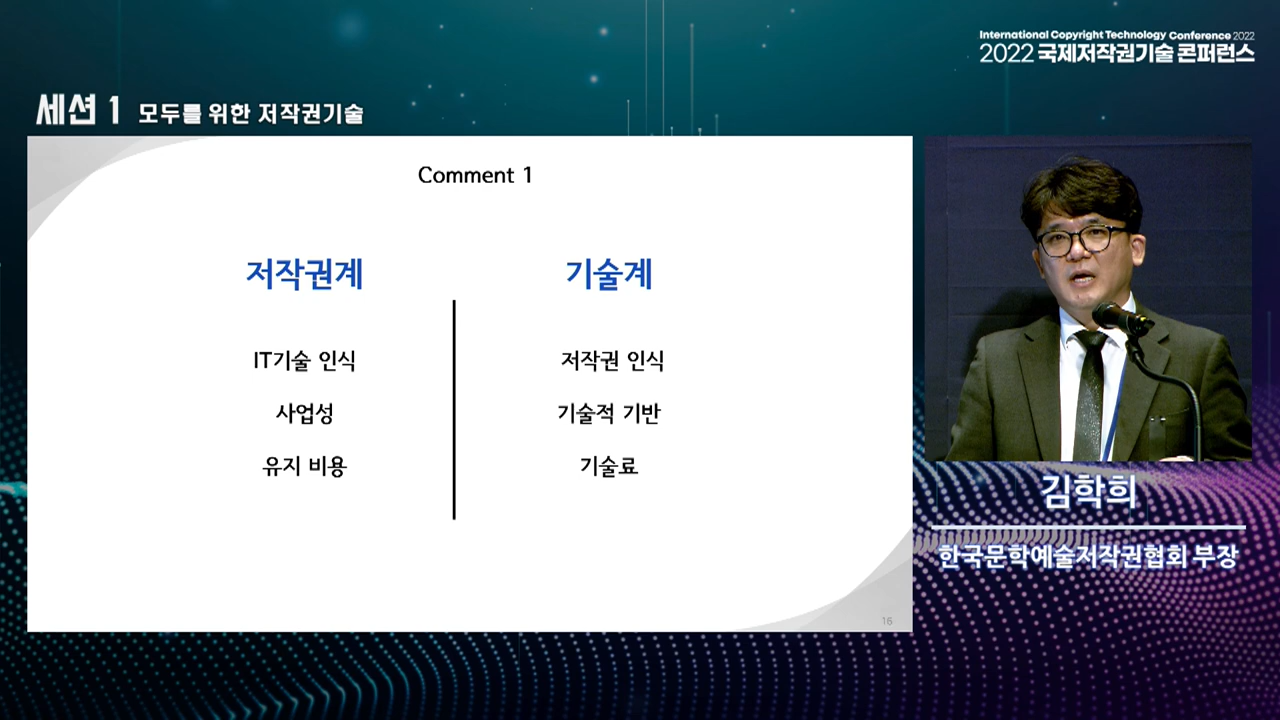 International Copyright Technology Conference 2022
2022 국제저작권기술 콘퍼런스
세션 1 모두를 위한 저작권기술
Comment 1
저작권계
기술계
IT기술 인식
저작권 인식
사업성
기술적 기반
유지 비용
기술료
16
김학희
한국문학예술저작권협회 부장